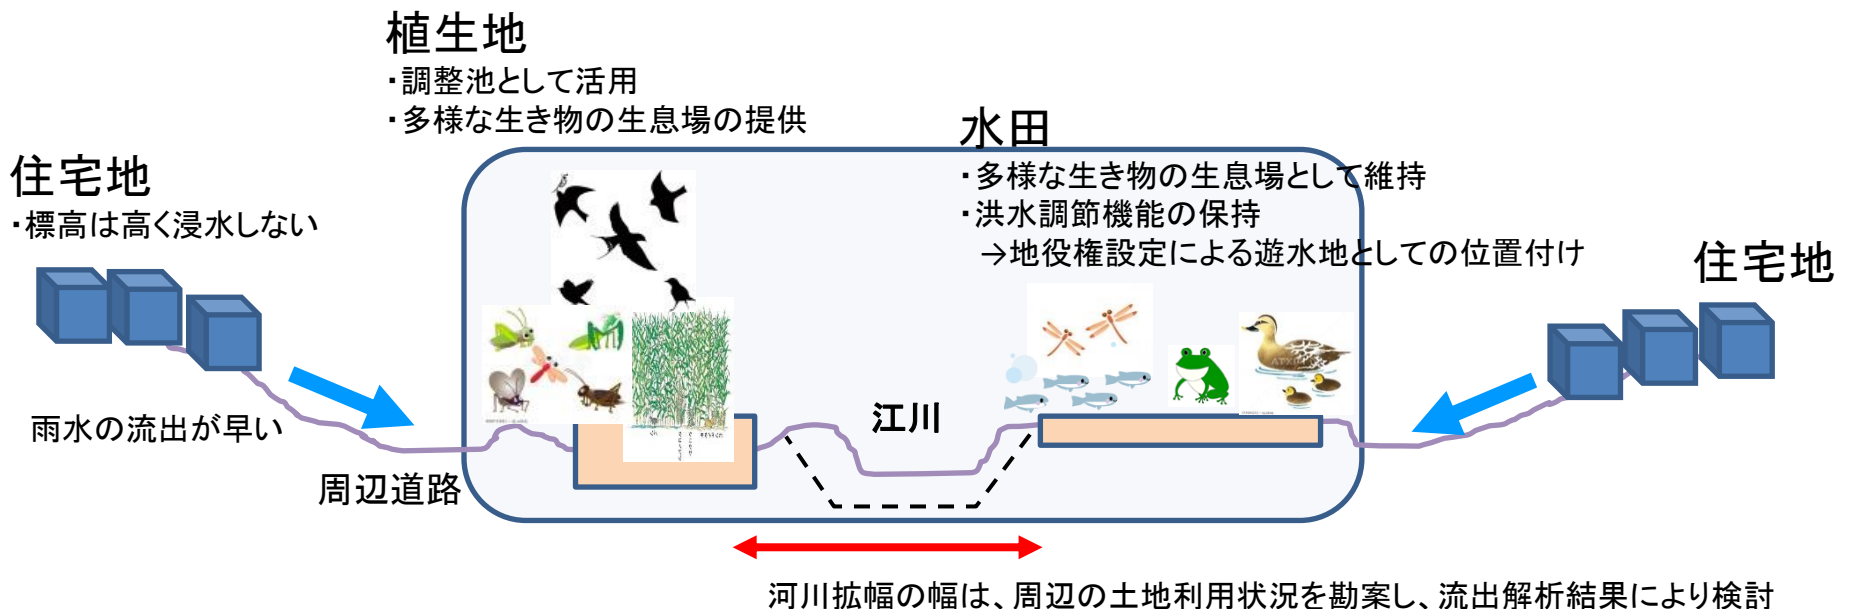 植生地
・調整池として活用
・多様な生き物の生息場の提供
水田
・多様な生き物の生息場として維持
・洪水調節機能の保持
→地役権設定による遊水地としての位置付け
住宅地
・標高は高く浸水しない
住宅地
雨水の流出が早い
江川
周辺道路
河川拡幅の幅は、周辺の土地利用状況を勘案し、流出解析結果により検討